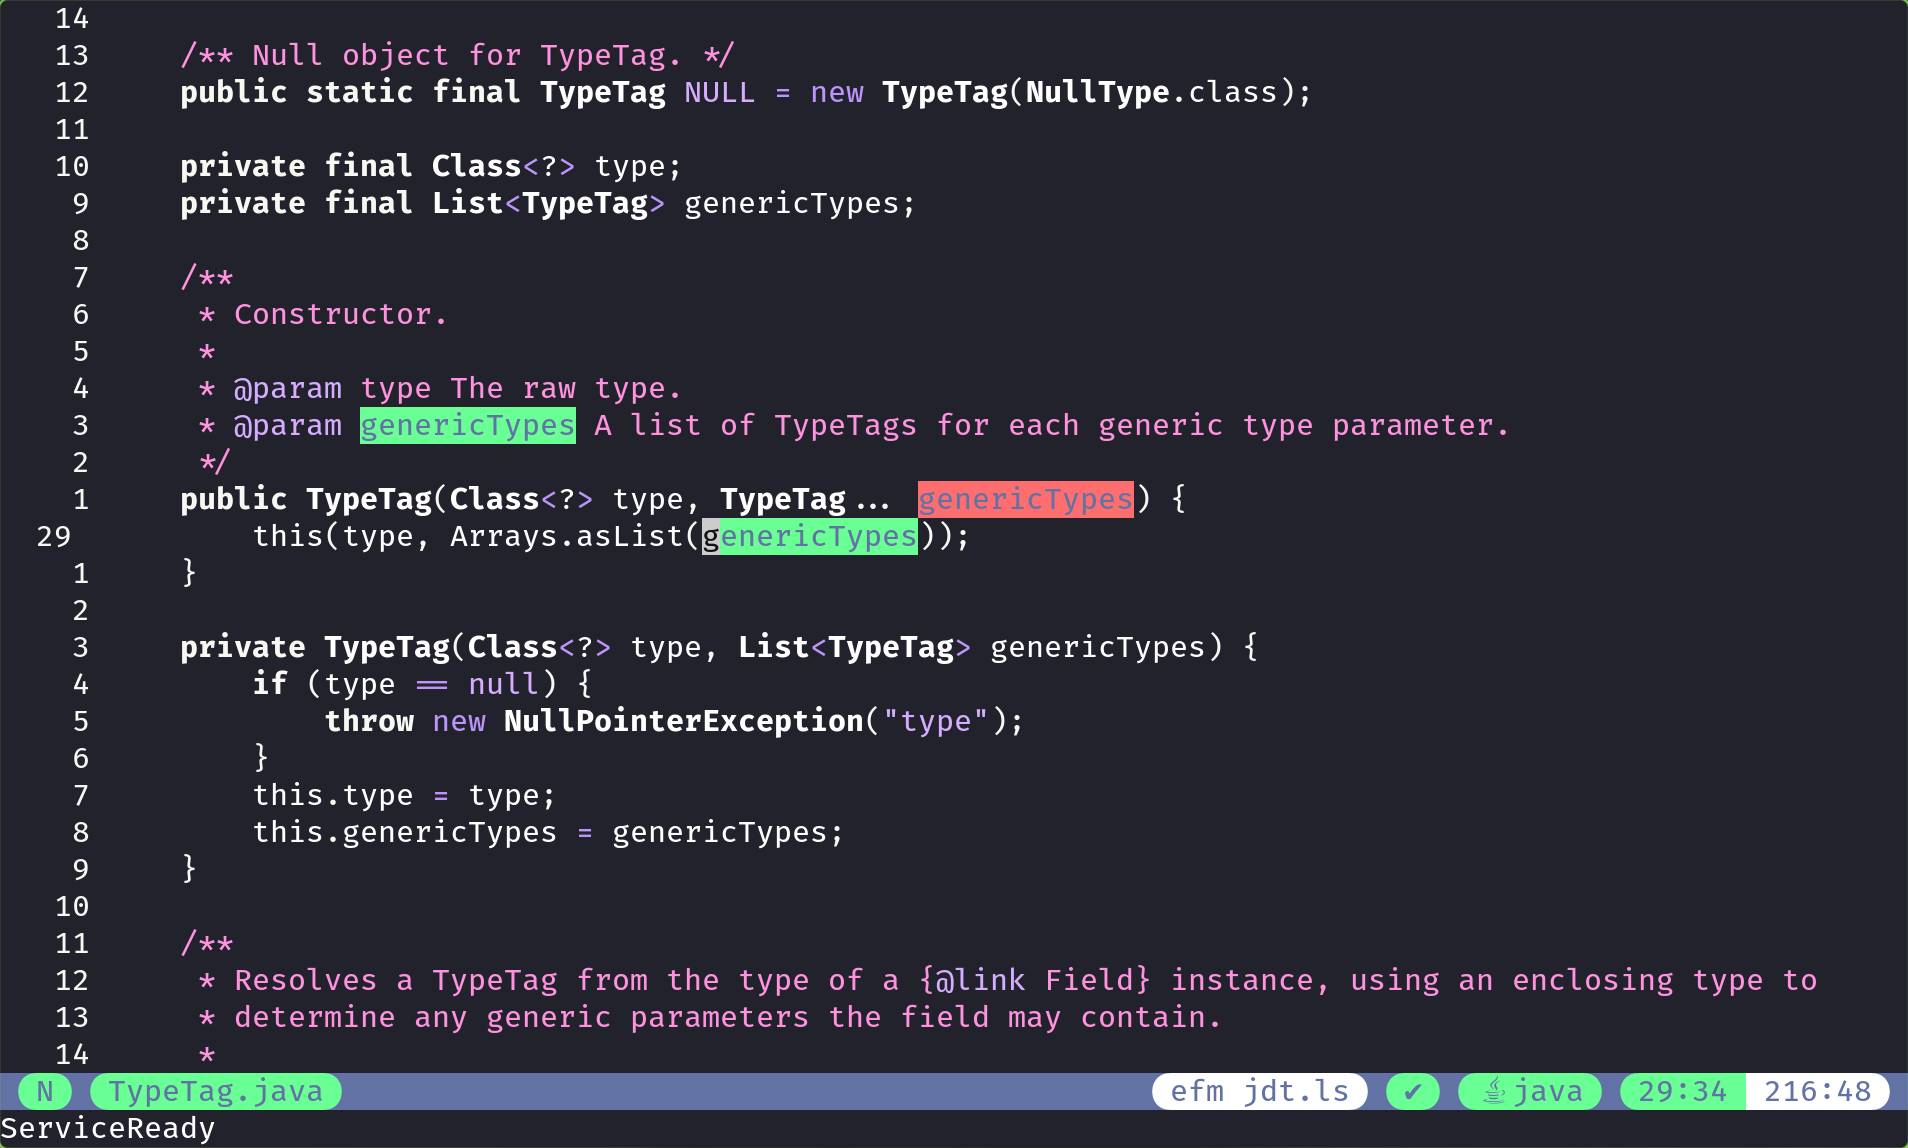 14
13     /** Null object for TypeTag. */
12     public static final TypeTag NULL = new TypeTag(NullType.class);
11
10     private final Class<?> type;
 9     private final List<TypeTag> genericTypes;
 8
 7     /**
 6      * Constructor.
 5      *
 4      * @param type The raw type.
 3      * @param genericTypes A list of TypeTags for each generic type parameter.
 2      */
 1     public TypeTag(Class<?> type, TypeTag... genericTypes) {
29         this(type, Arrays.asList(genericTypes));
 1     }
 2
 3     private TypeTag(Class<?> type, List<TypeTag> genericTypes) {
 4         if (type == null) {
 5             throw new NullPointerException("type");
 6         }
 7         this.type = type;
 8         this.genericTypes = genericTypes;
 9     }
10
11     /**
12      * Resolves a TypeTag from the type of a {@link Field} instance, using an enclosing type to
13      * determine any generic parameters the field may contain.
14      *
N TypeTag.java efm jdt.ls ✔ java 29:34 216:48
ServiceReady